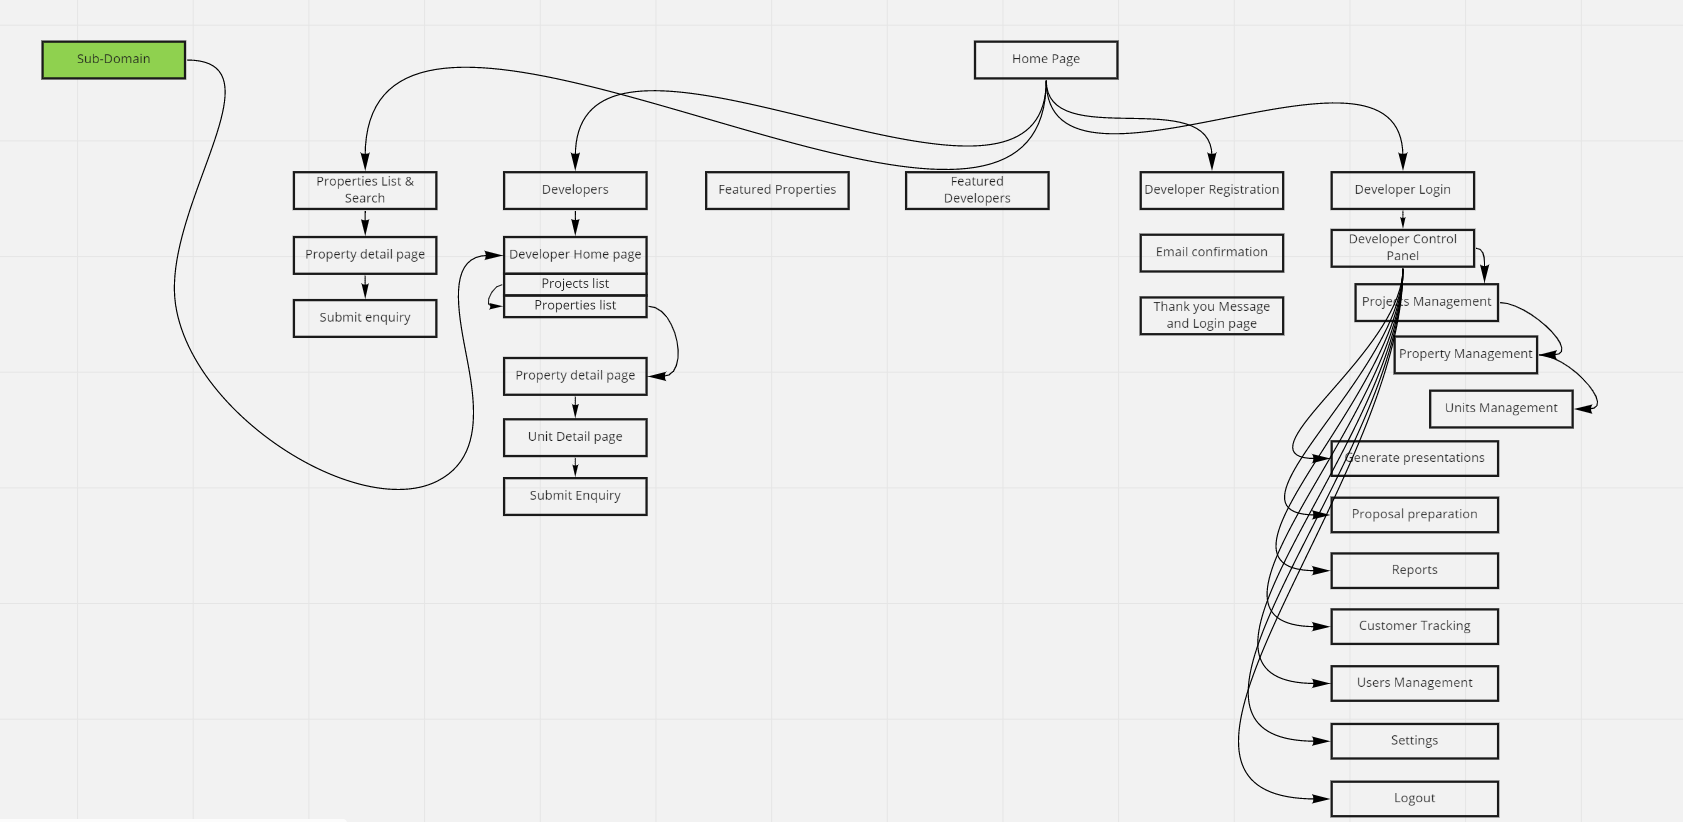 Sub-Domain
Home Page
Properties List &
Search
Developers
Featured Properties
Featured
Developers
Developer Registration
Developer Login
Property detail page
Developer Home page
Email confirmation
Developer Control
Panel
Projects list
Properties list
Submit enquiry
Thank you Message
and Login page
Projects Management
Property Management
Property detail page
Units Management
Unit Detail page
Generate presentations
Submit Enquiry
Proposal preparation
Reports
Customer Tracking
Users Management
Settings
Logout